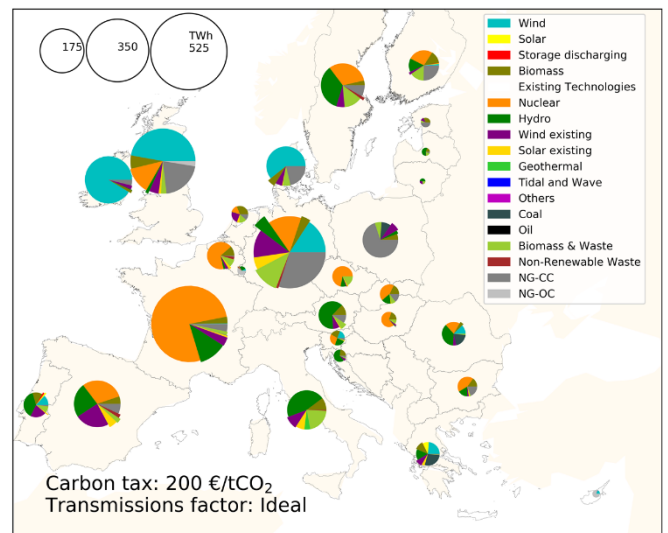 TWh
175
350
525
Wind
Solar
Storage discharging
Biomass
Existing Technologies
Nuclear
Hydro
Wind existing
Solar existing
Geothermal
Tidal and Wave
Others
Coal
Oil
Biomass & Waste
Non-Renewable Waste
NG-CC
NG-OC
Carbon tax: 200 €/tCO₂
Transmissions factor: Ideal